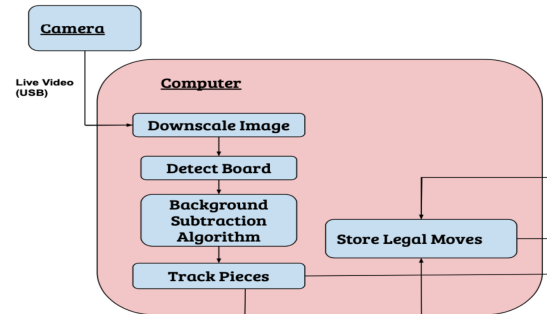 Camera
Live Video
(USB)
Computer
Downscale Image
Detect Board
Background
Subtraction
Algorithm
Store Legal Moves
Track Pieces